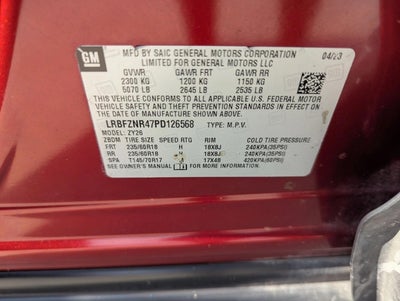 GM
MFD BY SAIC GENERAL MOTORS CORPORATION
LIMITED FOR GENERAL MOTORS LLC
04/23
GVWR GAWR FRT GAWR RR
2300 KG 1200 KG 1150 KG
5070 LB 2645 LB 2535 LB
THIS VEHICLE CONFORMS TO ALL APPLICABLE U.S. FEDERAL MOTOR
VEHICLE SAFETY, AND THEFT PREVENTION STANDARDS IN EFFECT ON
THE DATE OF MANUFACTURE SHOWN ABOVE.
LRBFZNR47PD126568 TYPE: M.P.V.
MODEL: ZY26
TIRE SIZE SPEED RTG RIM COLD TIRE PRESSURE
FRT 235/60R18 H 18X8J 240KPA(35PSI)
RR 235/60R18 H 18X8J 240KPA(35PSI)
SPA T145/70R17 17X4B 420KPA(60PSI)
SEE OWNER'S MANUAL FOR ADDITIONAL INFORMATION.